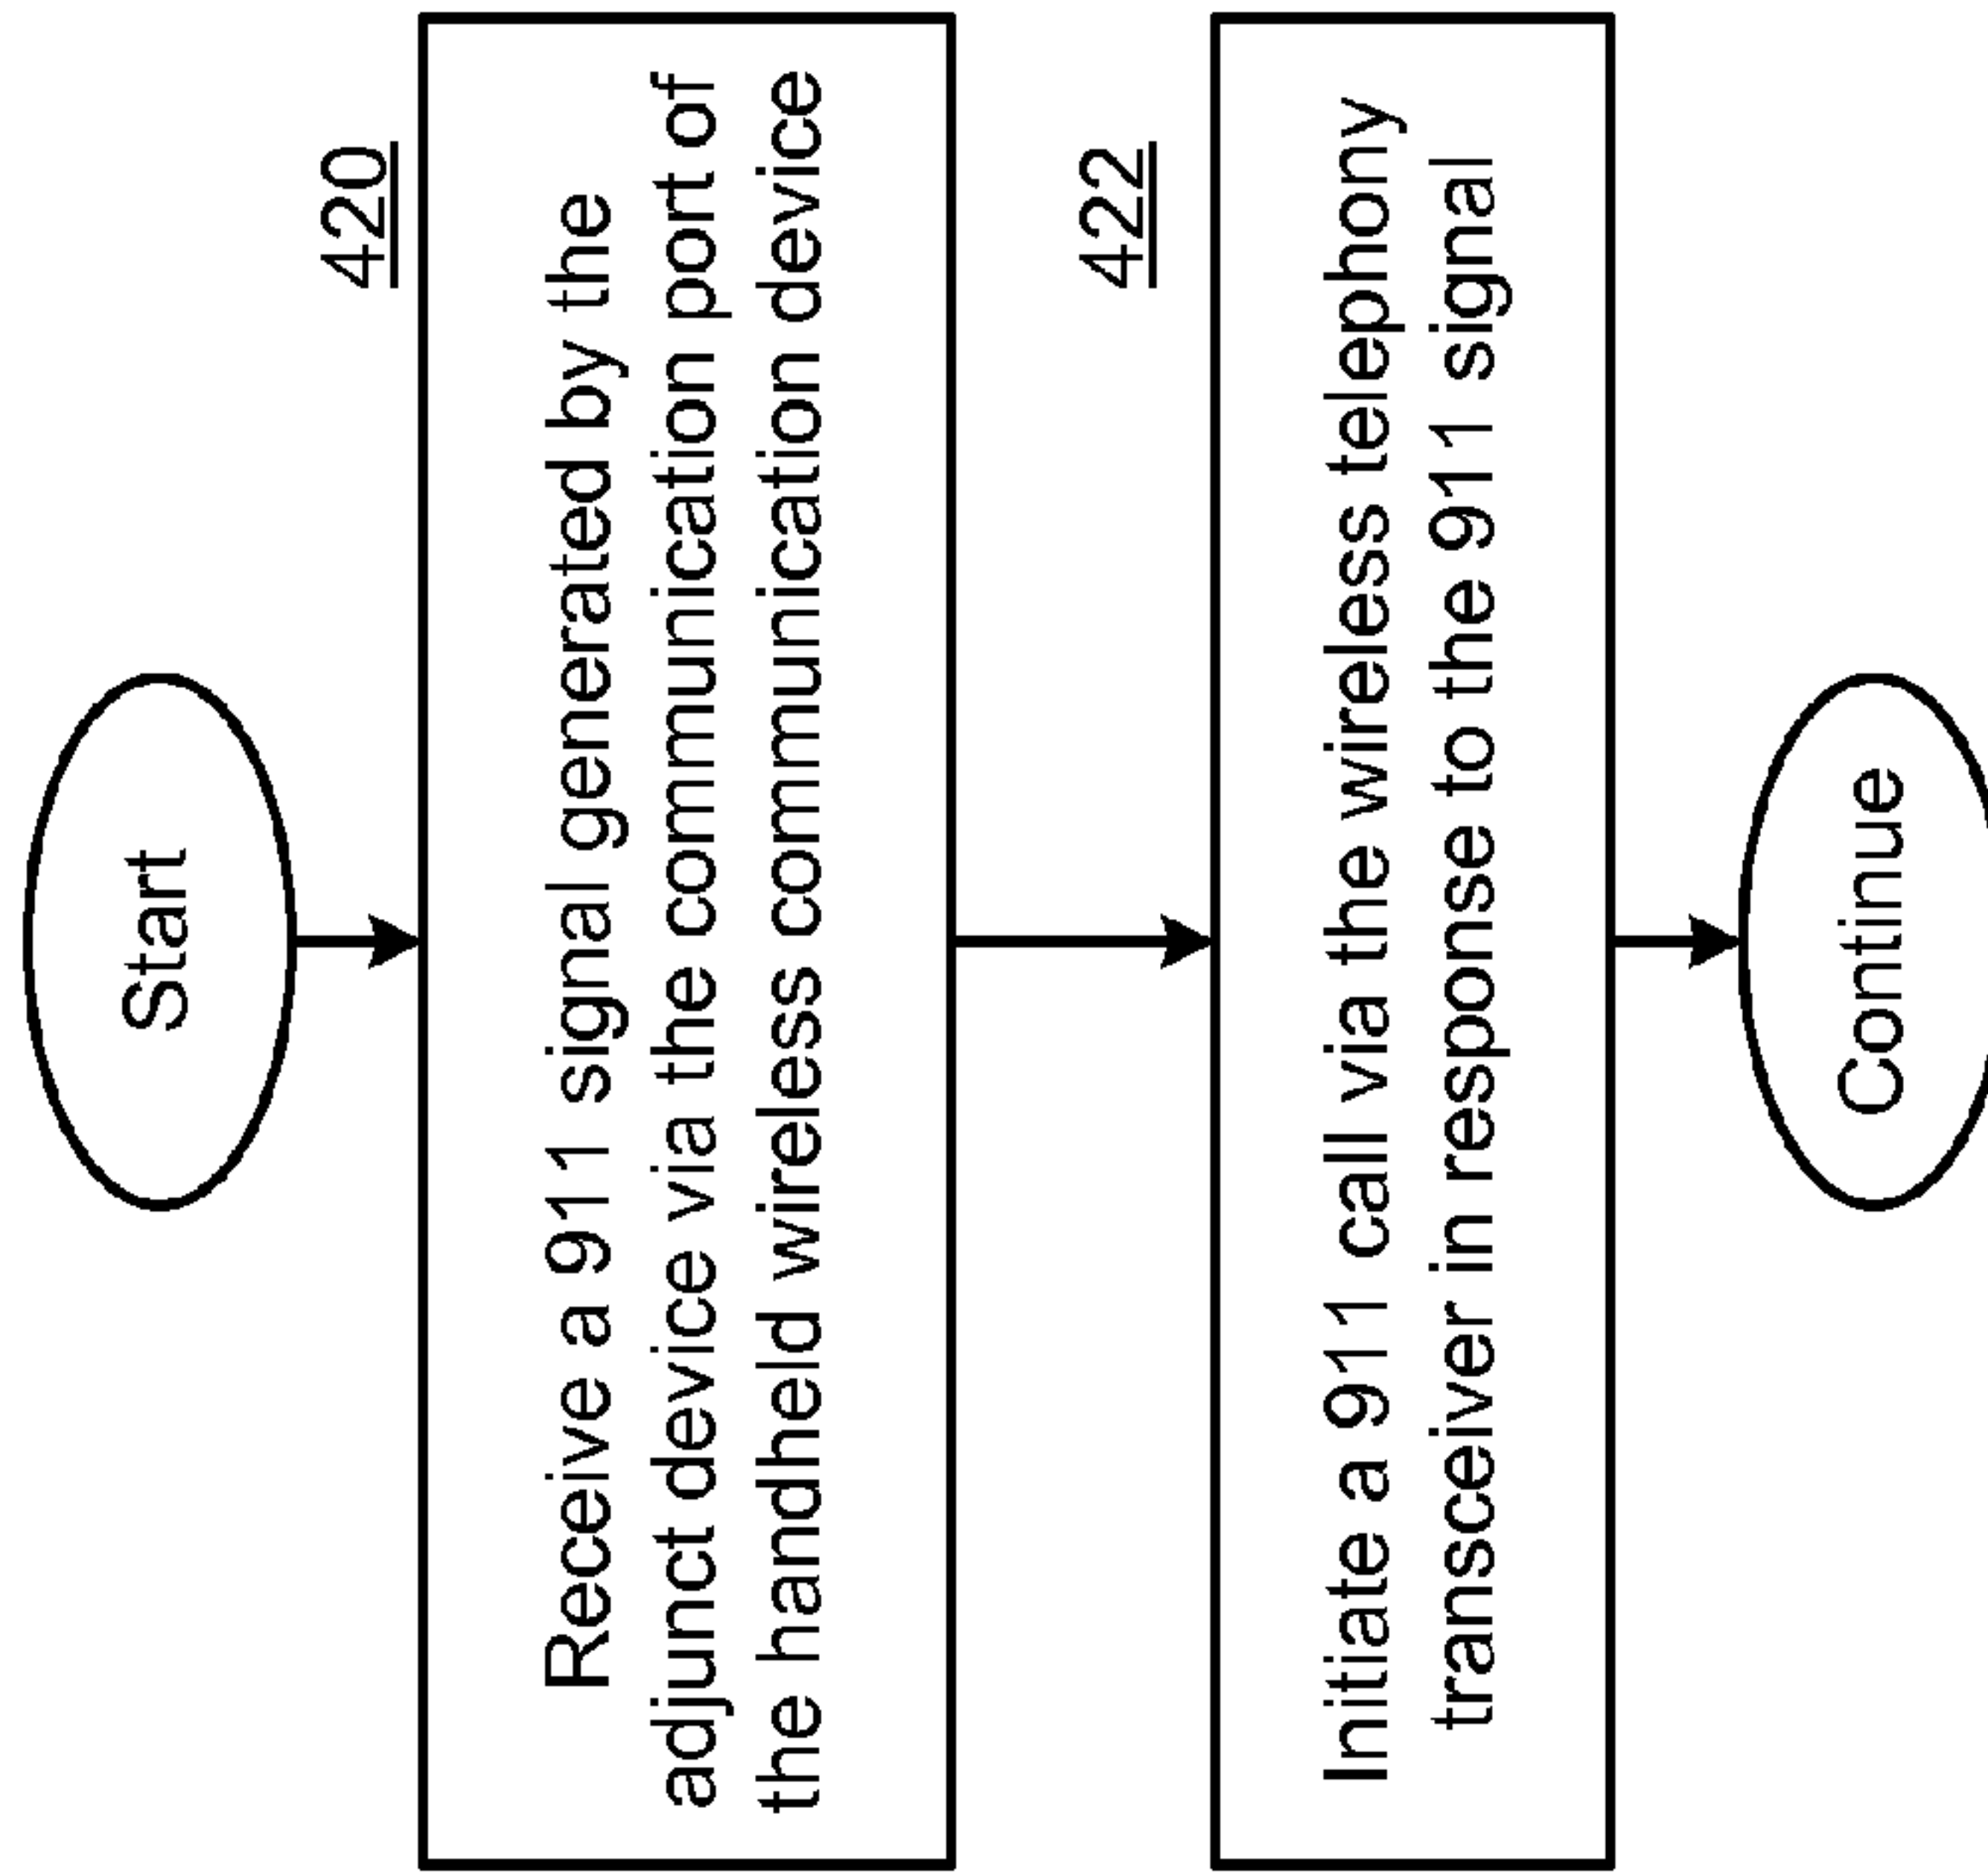 Start
420
Receive a 911 signal generated by the
adjunct device via the communication port of
the handheld wireless communication device
422
Initiate a 911 call via the wireless telephony
transceiver in response to the 911 signal
Continue